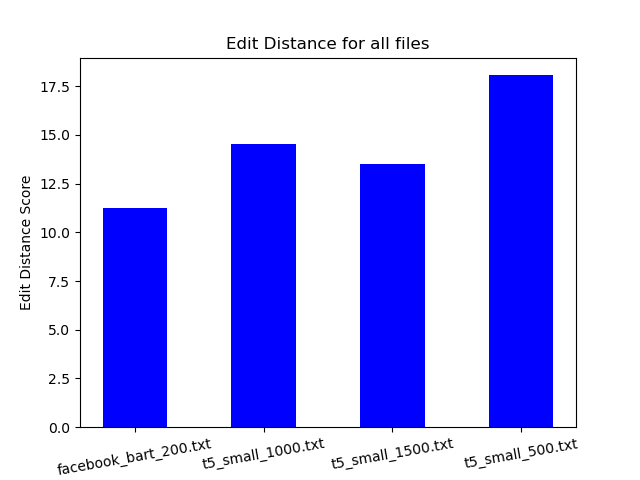 Edit Distance for all files
Edit Distance Score
17.5
15.0
12.5
10.0
7.5
5.0
2.5
0.0
facebook_bart_200.txt
t5_small_1000.txt
t5_small_1500.txt
t5_small_500.txt